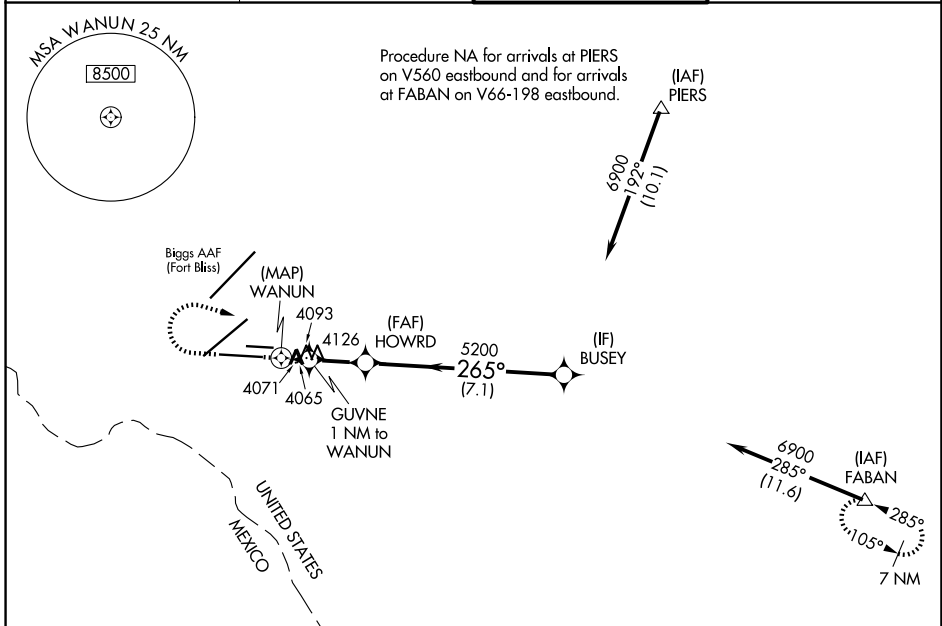 MSA WANUN 25 NM
8500
Procedure NA for arrivals at PIERS
on V560 eastbound and for arrivals
at FABAN on V66-198 eastbound.
(IAF)
PIERS
6900
192°
(10.1)
Biggs AAF
(Fort Bliss)
(MAP)
WANUN
4093
4126
(FAF)
HOWRD
5200
265°
(7.1)
(IF)
BUSEY
4071
4065
GUVNE
1 NM to
WANUN
6900
285°
(11.6)
(IAF)
FABAN
285°
105°
7 NM
UNITED STATES
MEXICO